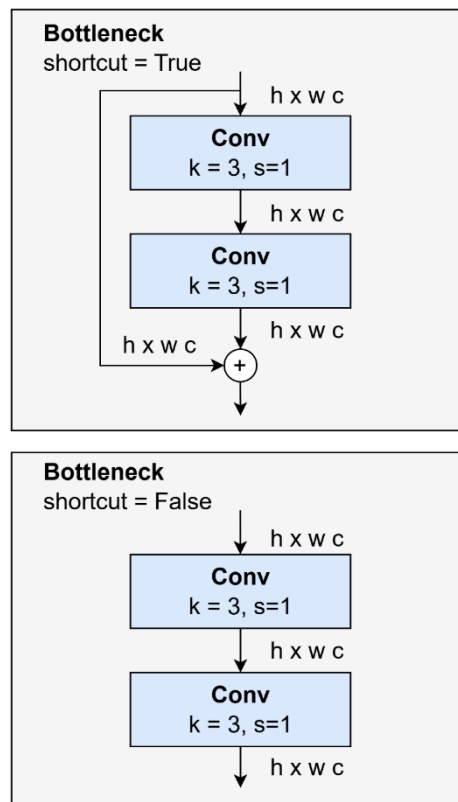 Bottleneck
shortcut = True
h x w c
Conv
k = 3, s=1
h x w c
Conv
k = 3, s=1
h x w c
h x w c
+
Bottleneck
shortcut = False
h x w c
Conv
k = 3, s=1
h x w c
Conv
k = 3, s=1
h x w c